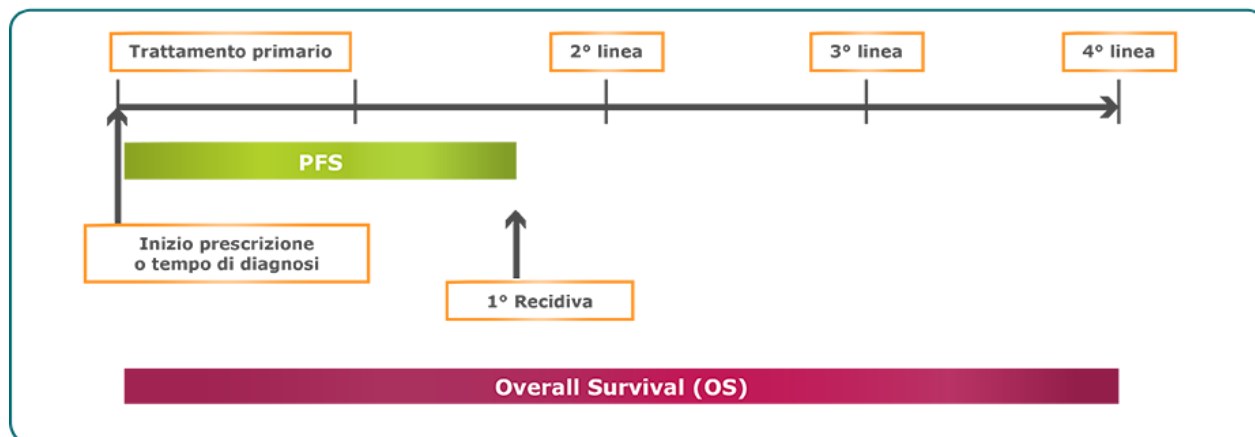 Trattamento primario
2° linea
3° linea
4° linea
PFS
Inizio prescrizione
o tempo di diagnosi
1° Recidiva
Overall Survival (OS)